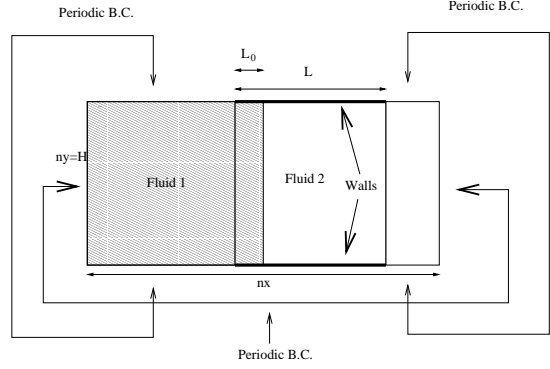 Periodic B.C.
Periodic B.C.
L₀
L
ny=H
Fluid 1
Fluid 2
Walls
nx
Periodic B.C.